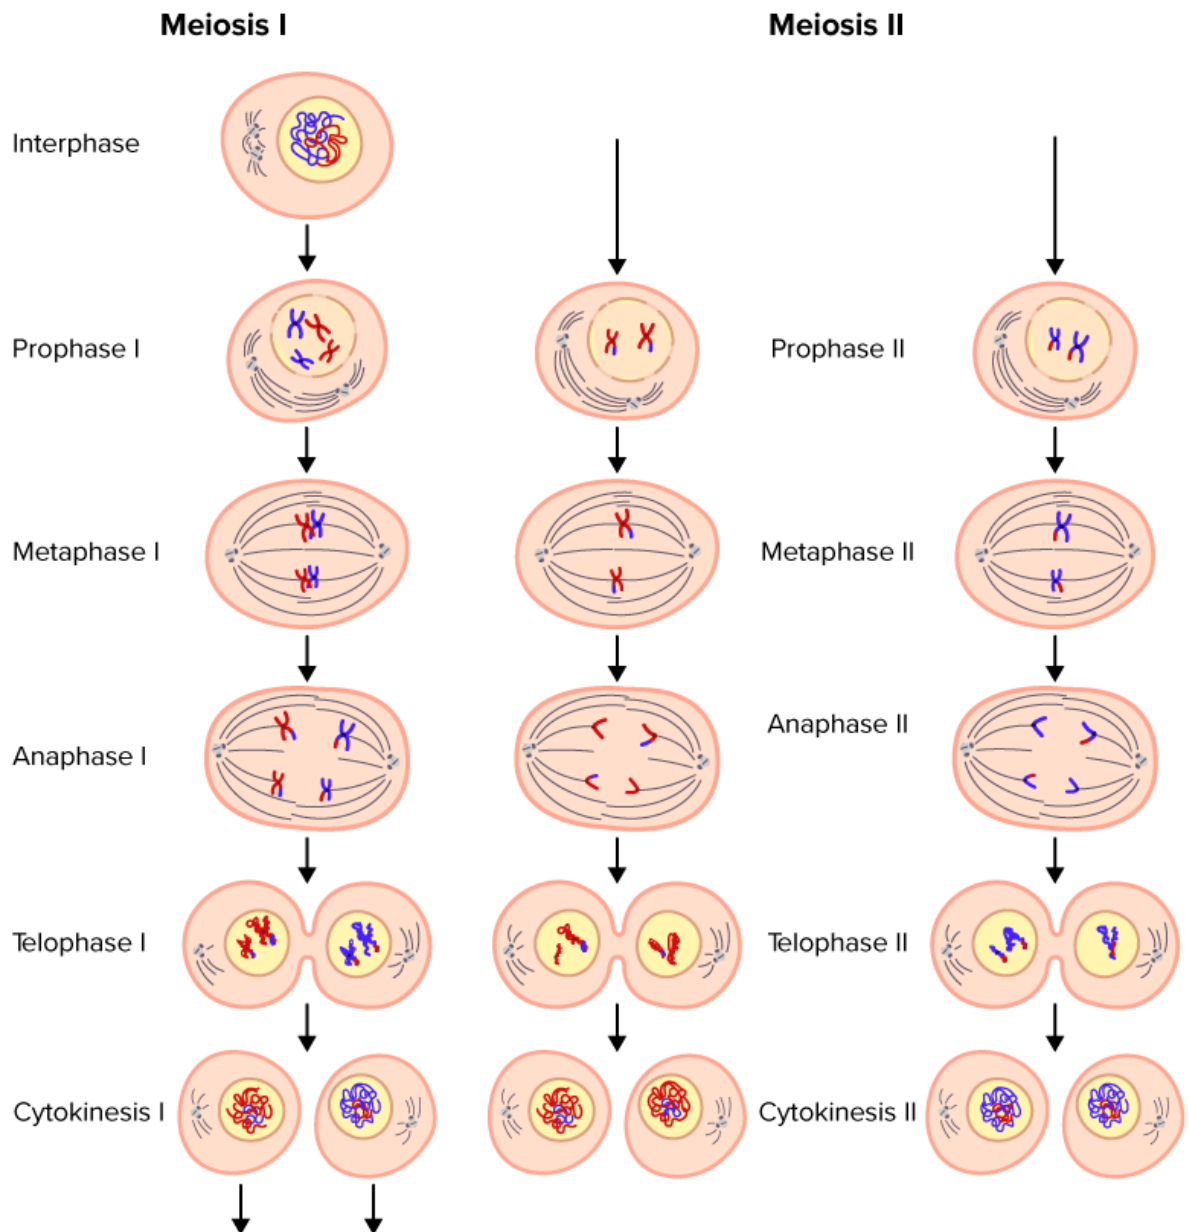 Meiosis I
Meiosis II
Interphase
Prophase I
Prophase II
Metaphase I
Metaphase II
Anaphase I
Anaphase II
Telophase I
Telophase II
Cytokinesis I
Cytokinesis II